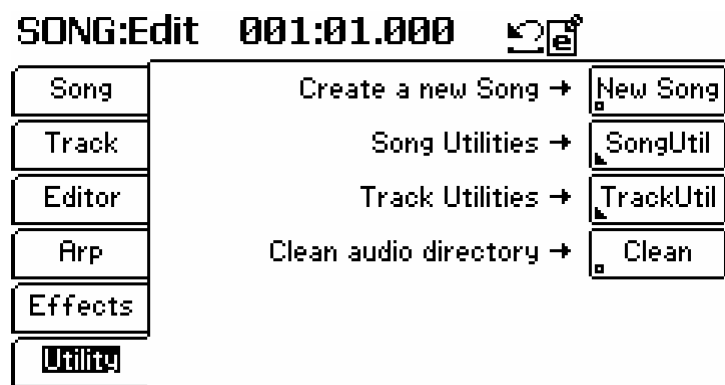 SONG:Edit 001:01.000 e
Song Create a new Song → New Song
Track Song Utilities → SongUtil
Editor Track Utilities → TrackUtil
Arp Clean audio directory → Clean
Effects
Utility